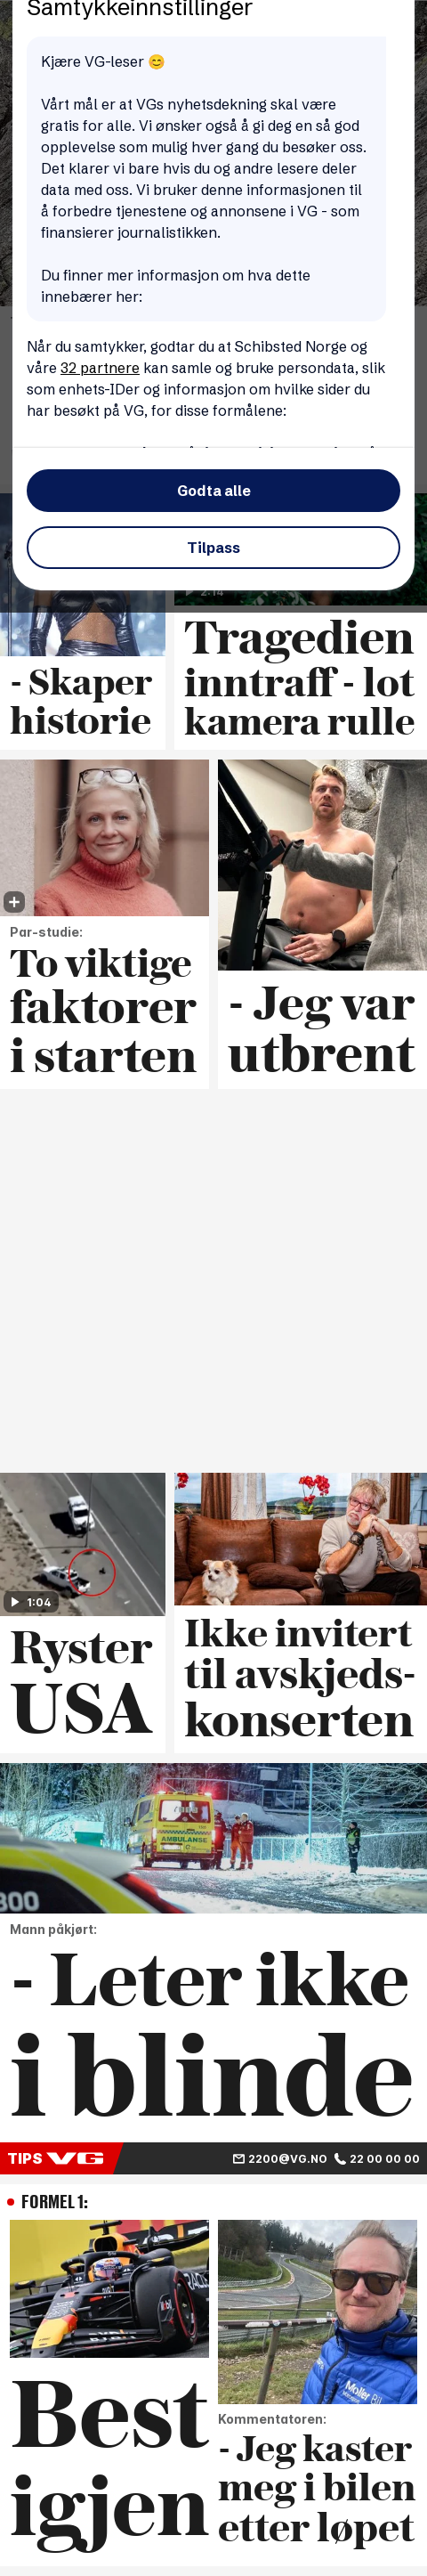 Samtykkeinnstillinger
Kjære VG-leser 😊
Vårt mål er at VGs nyhetsdekning skal være
gratis for alle. Vi ønsker også å gi deg en så god
opplevelse som mulig hver gang du besøker oss.
Det klarer vi bare hvis du og andre lesere deler
data med oss. Vi bruker denne informasjonen til
å forbedre tjenestene og annonsene i VG - som
finansierer journalistikken.
Du finner mer informasjon om hva dette
innebærer her:
Når du samtykker, godtar du at Schibsted Norge og
våre 32 partnere kan samle og bruke persondata, slik
som enhets-IDer og informasjon om hvilke sider du
har besøkt på VG, for disse formålene:
Godta alle
Tilpass
2:14
- Skaper
historie
Tragedien
inntraff - lot
kamera rulle
Par-studie:
To viktige
faktorer
i starten
- Jeg var
utbrent
1:04
Ryster
USA
Ikke invitert
til avskjeds-
konserten
AMBULANSE
800
Mann påkjørt:
- Leter ikke
i blinde
TIPS VG 2200@VG.NO 22 00 00 00
FORMEL 1:
Best
igjen
Møller Bil
Kommentatoren:
- Jeg kaster
meg i bilen
etter løpet